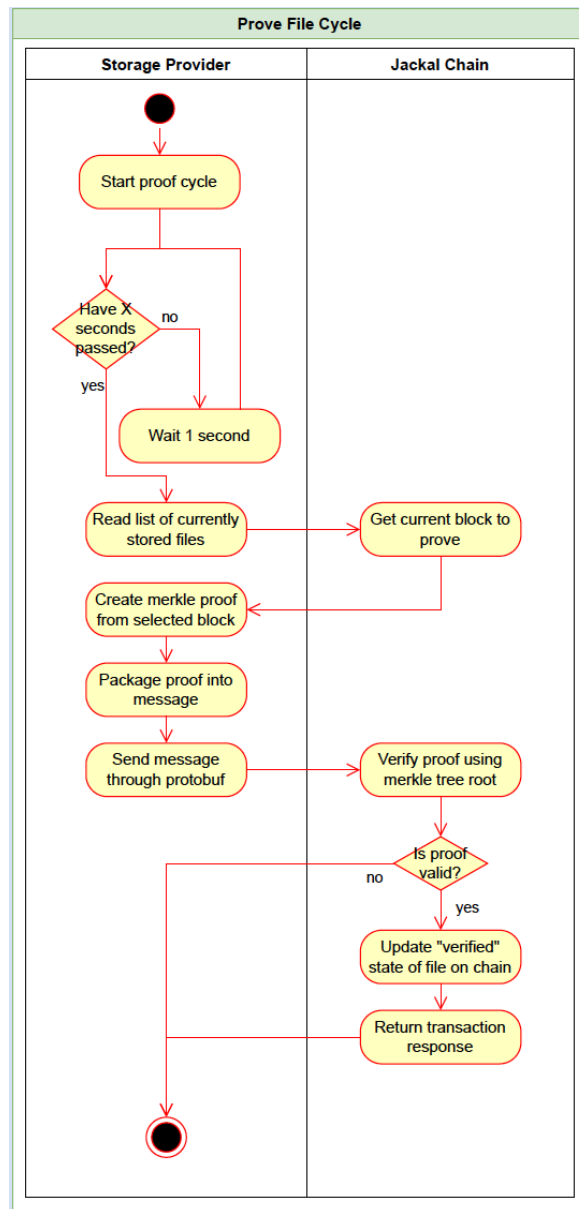 Prove File Cycle
Storage Provider
Jackal Chain
Start proof cycle
Have X
seconds
passed?
no
yes
Wait 1 second
Read list of currently
stored files
Get current block to
prove
Create merkle proof
from selected block
Package proof into
message
Send message
through protobuf
Verify proof using
merkle tree root
Is proof
valid?
no
yes
Update "verified"
state of file on chain
Return transaction
response